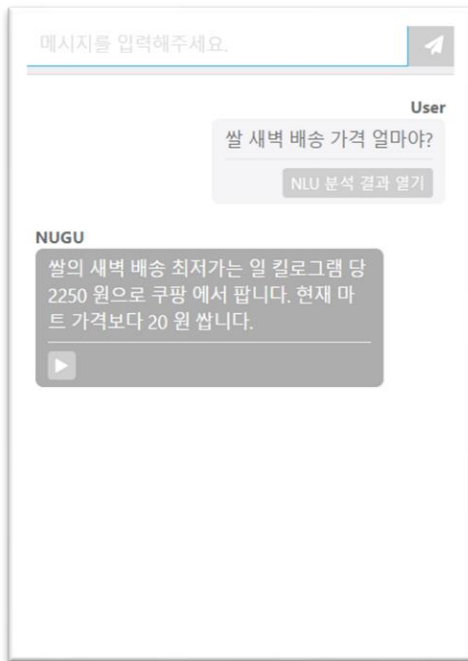 메시지를 입력해주세요.
User
쌀 새벽 배송 가격 얼마야?
NLU 분석 결과 열기
NUGU
쌀의 새벽 배송 최저가는 일 킬로그램 당
2250 원으로 쿠팡 에서 팝니다. 현재 마
트 가격보다 20 원 쌉니다.